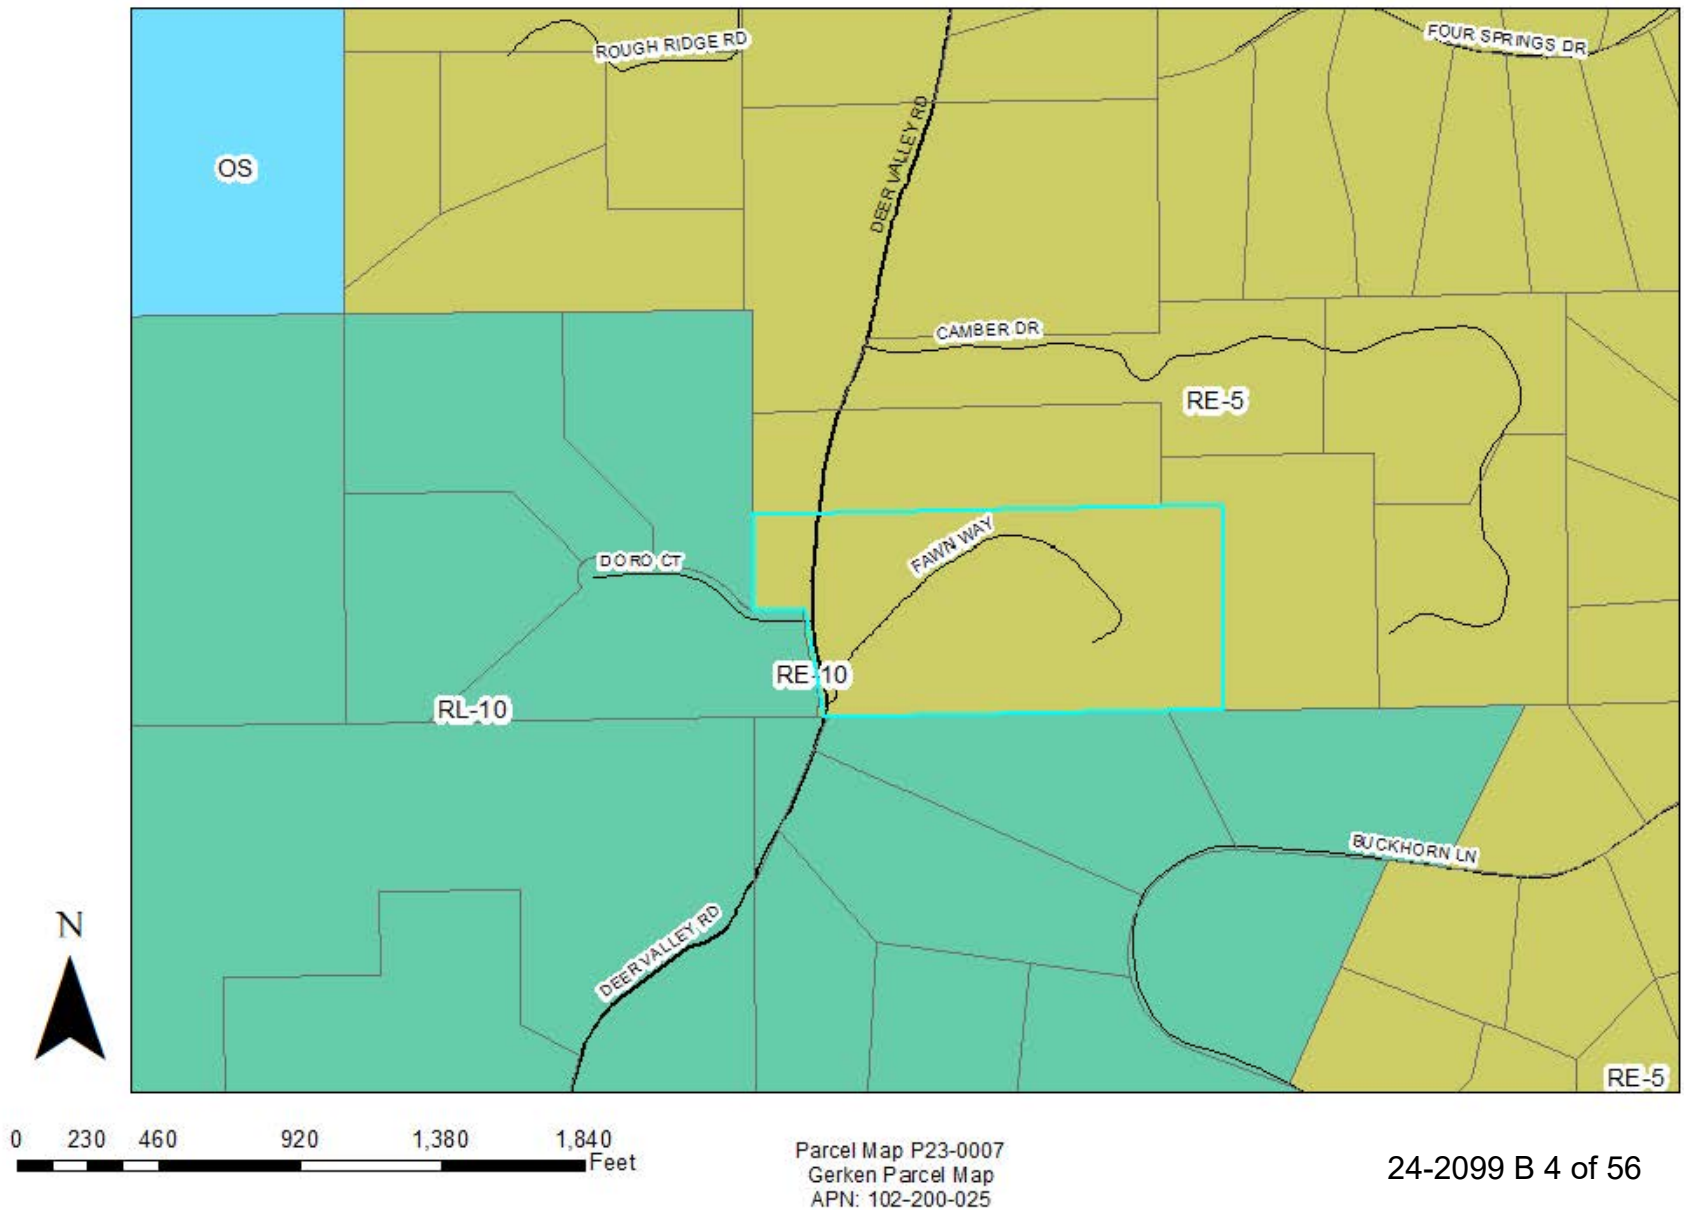 ROUGH RIDGE RD
FOUR SPRINGS DR
OS
DEER VALLEY RD
CAMBER DR
RE-5
FAWN WAY
DORO CT
RE-10
RL-10
BUCKHORN LN
DEER VALLEY RD
N
RE-5
0 230 460 920 1,380 1,840
Feet
Parcel Map P23-0007
Gerken Parcel Map
APN: 102-200-025
24-2099 B 4 of 56